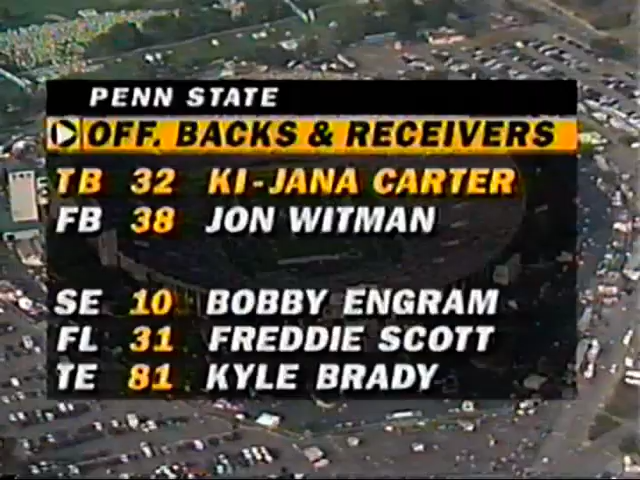 PENN STATE
OFF. BACKS & RECEIVERS
TB 32 KI-JANA CARTER
FB 38 JON WITMAN
SE 10 BOBBY ENGRAM
FL 31 FREDDIE SCOTT
TE 81 KYLE BRADY